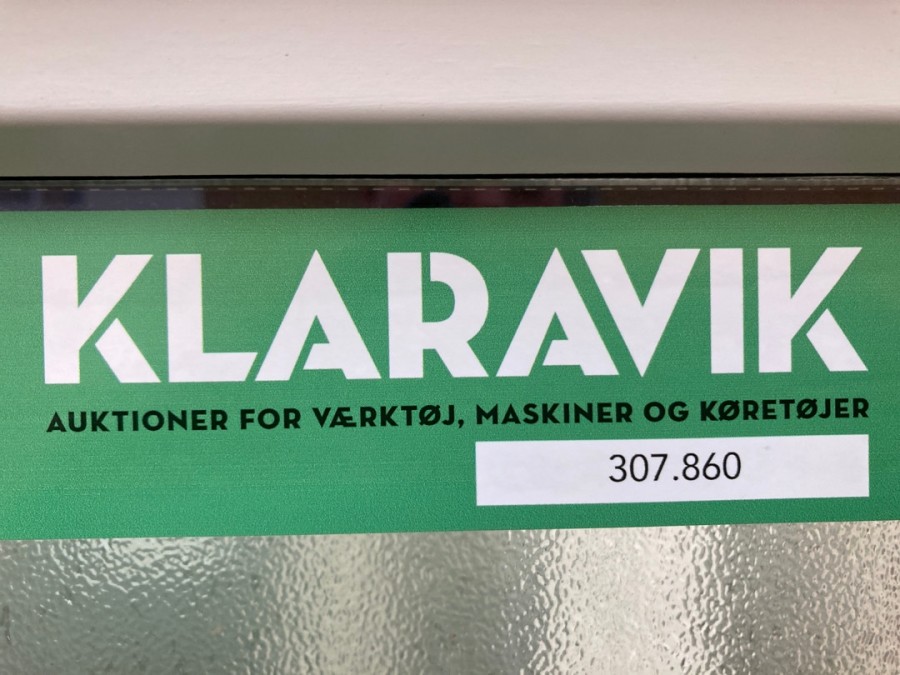 KLARAVIK
AUKTIONER FOR VÆRKTØJ, MASKINER OG KØRETØJER
307.860